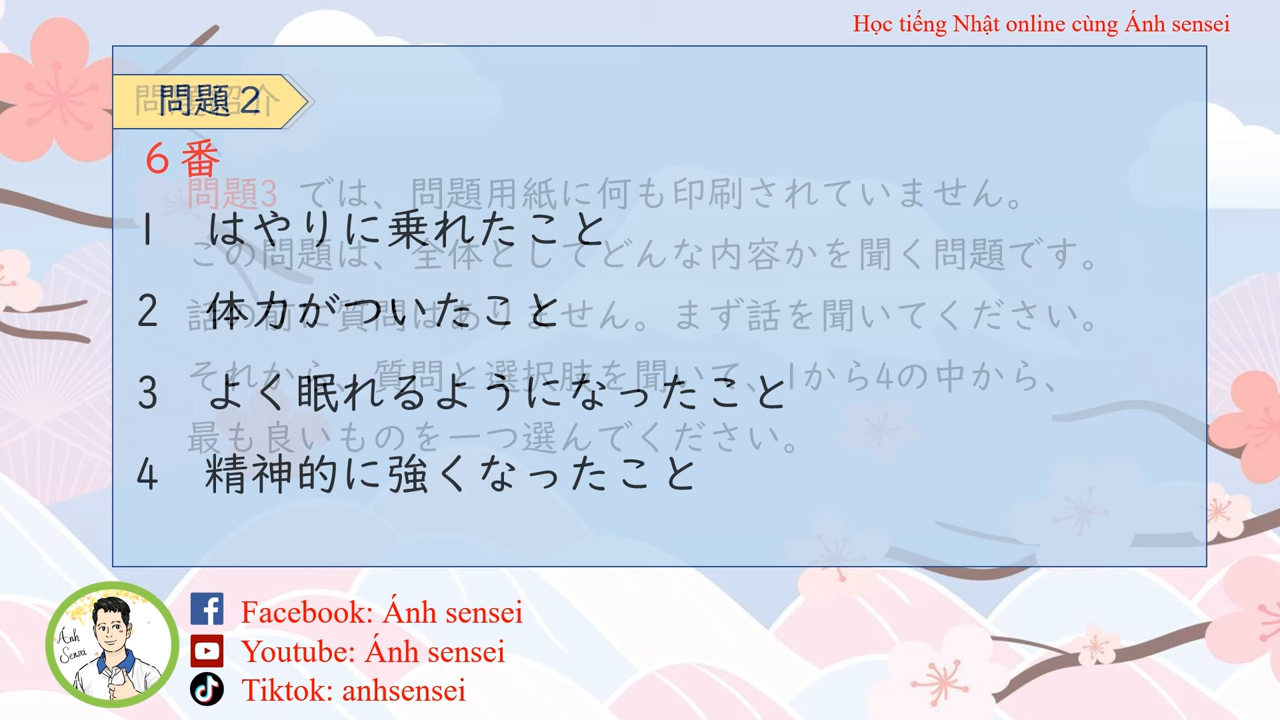 Học tiếng Nhật online cùng Ánh sensei
問題紹介
問題２
６番
問題3 では、問題用紙に何も印刷されていません。
1 はやりに乗れたこと
この問題は、全体としてどんな内容かを聞く問題です。
2 体力がついたこと
話の前に質問はありません。まず話を聞いてください。
それから、質問と選択肢を聞いて、1から4の中から、
3 よく眠れるようになったこと
最も良いものを一つ選んでください。
4 精神的に強くなったこと
Ánh
Sensei
Facebook: Ánh sensei
Youtube: Ánh sensei
Tiktok: anhsensei